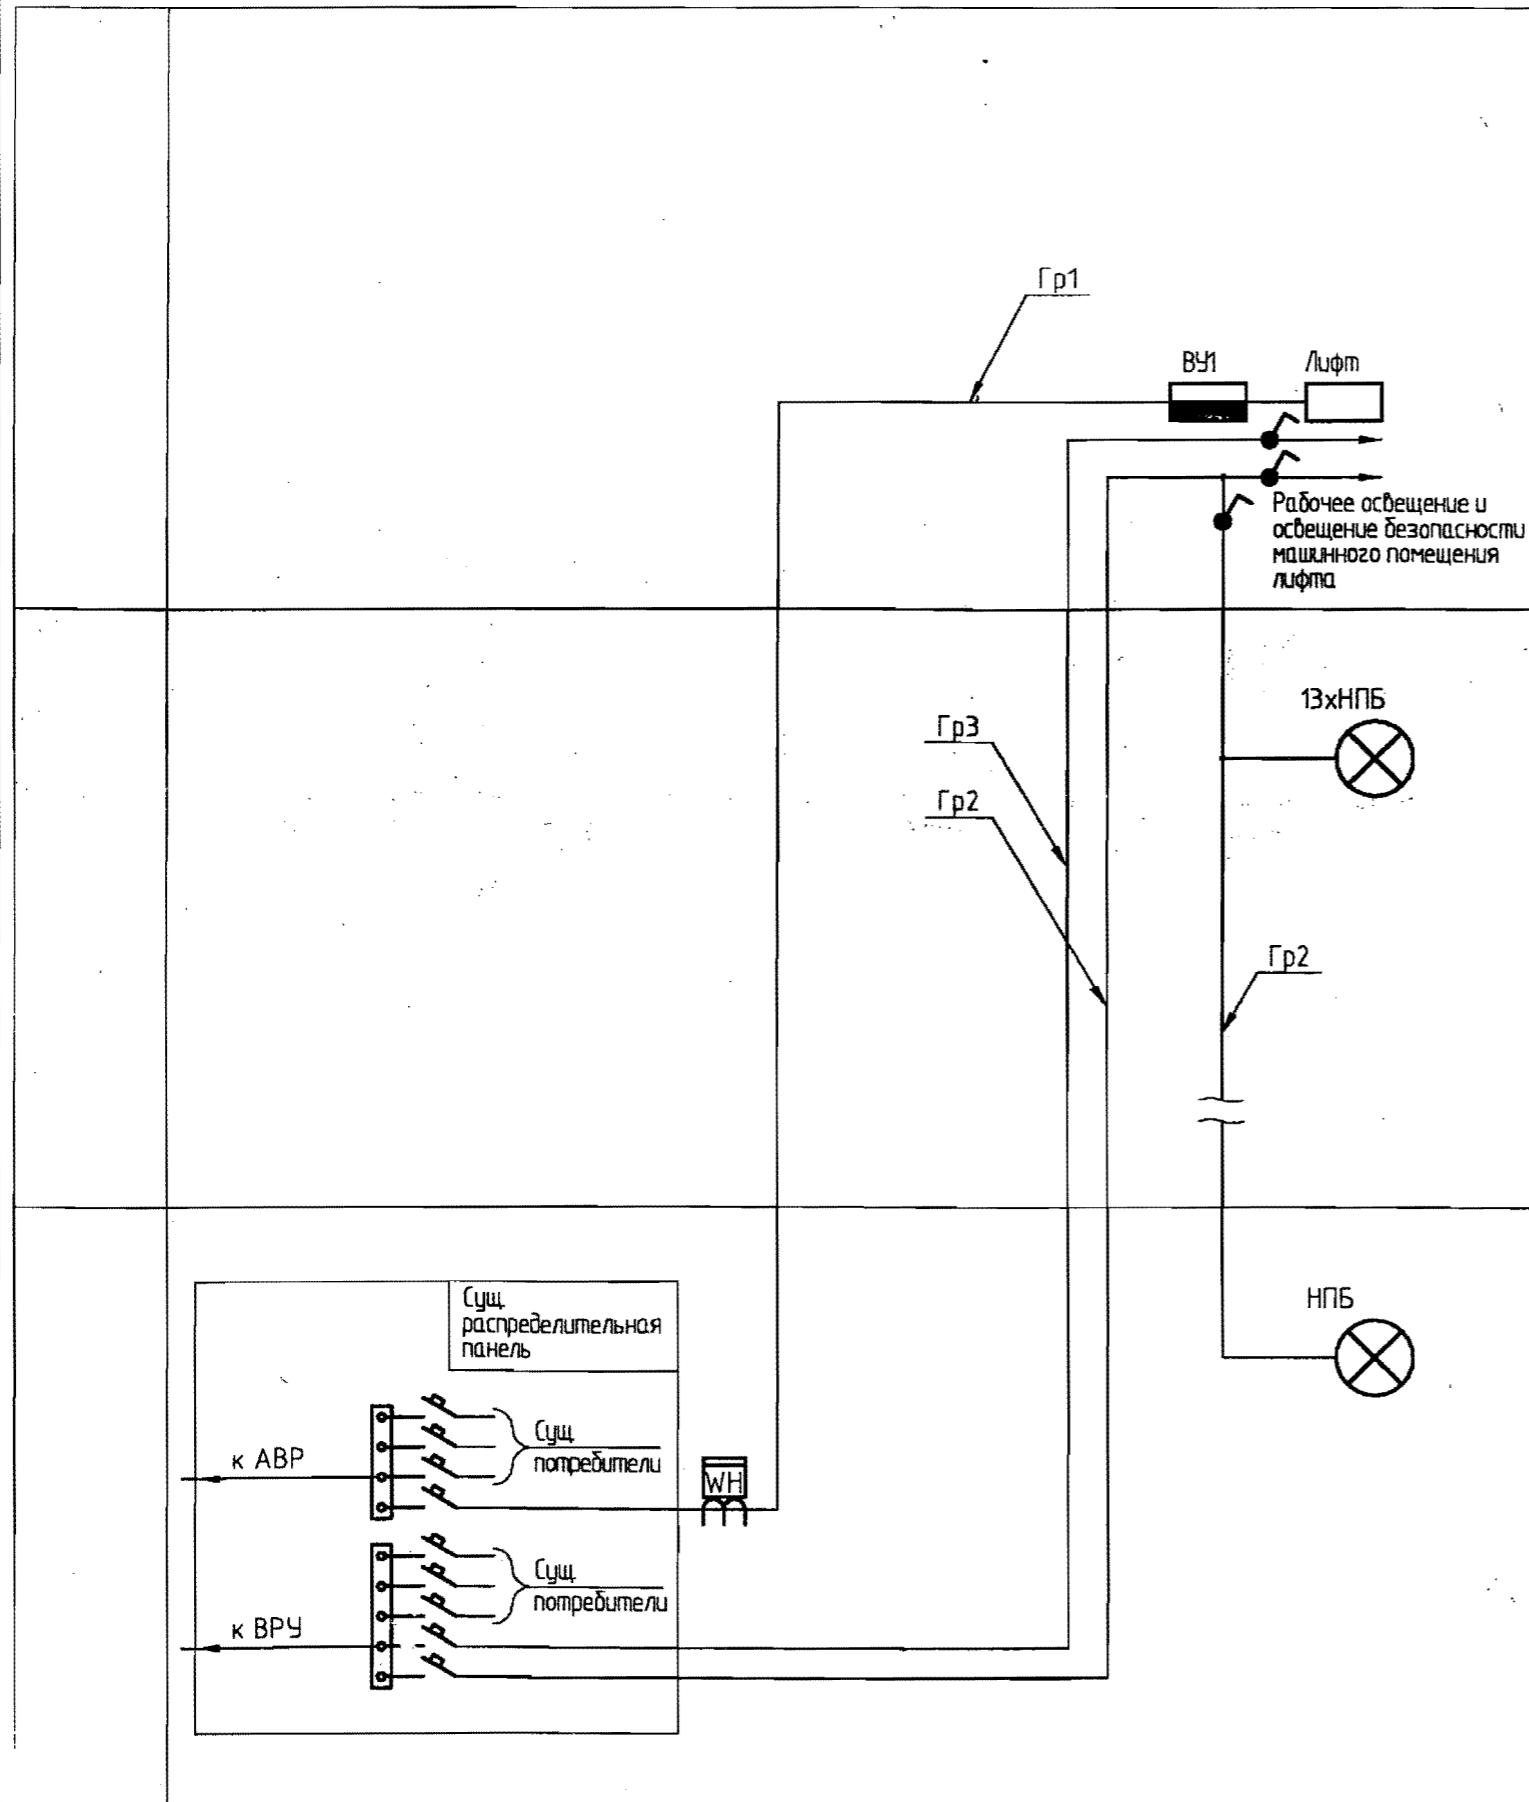 Гр1
ВУ1
Лифт
Рабочее освещение и
освещение безопасности
машинного помещения
лифта
13хНПБ
Гр3
Гр2
Гр2
НПБ
Сущ.
распределительная
панель
Сущ.
потребители
к АВР
WH
Сущ.
потребители
к ВРУ